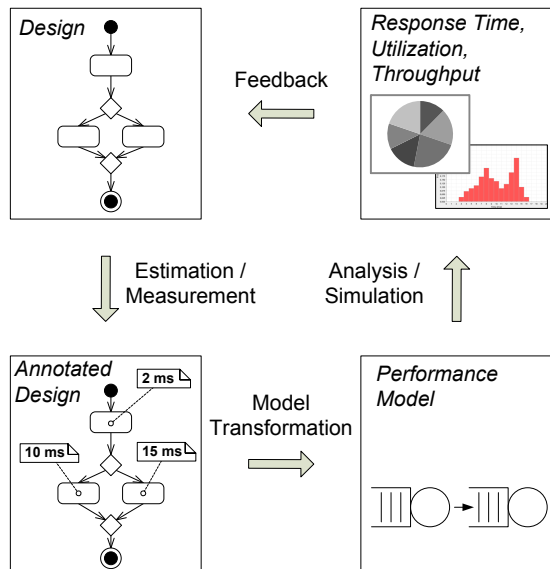 Design
Response Time,
Utilization,
Throughput
Feedback
Estimation /
Measurement
Analysis /
Simulation
Annotated
Design
2 ms
10 ms
15 ms
Model
Transformation
Performance
Model